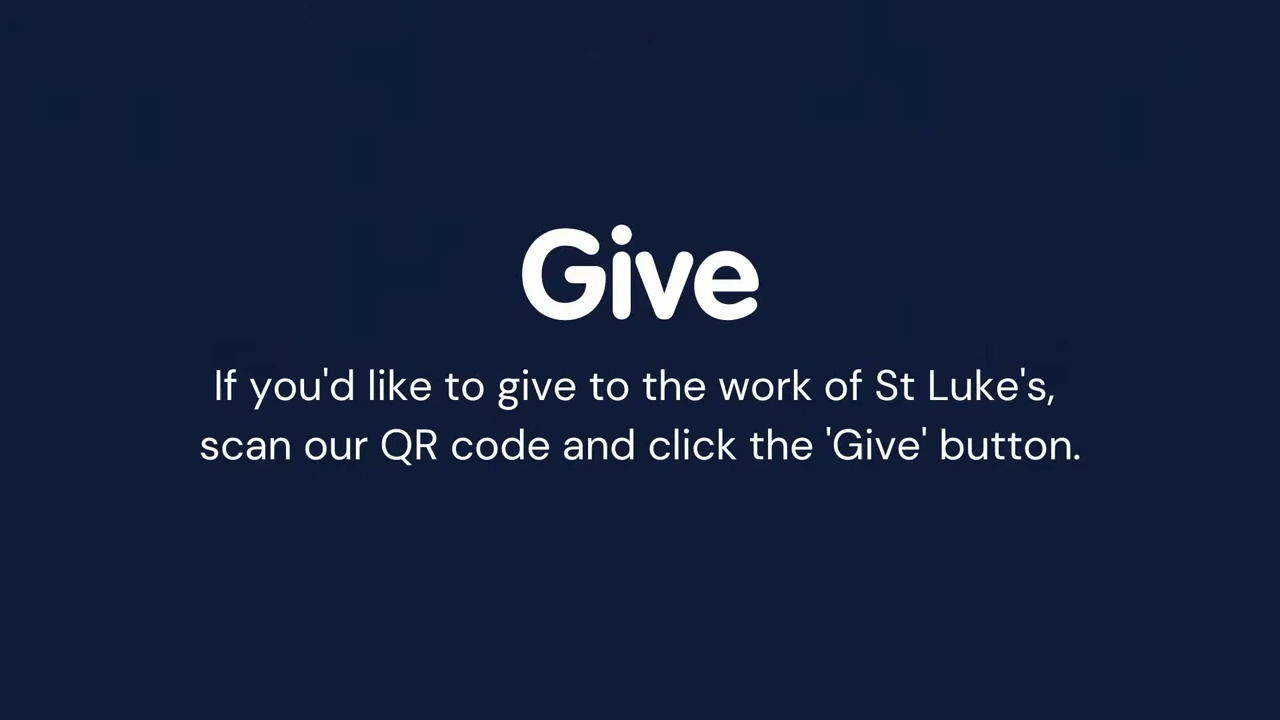 Give
If you'd like to give to the work of St Luke's,
scan our QR code and click the 'Give' button.